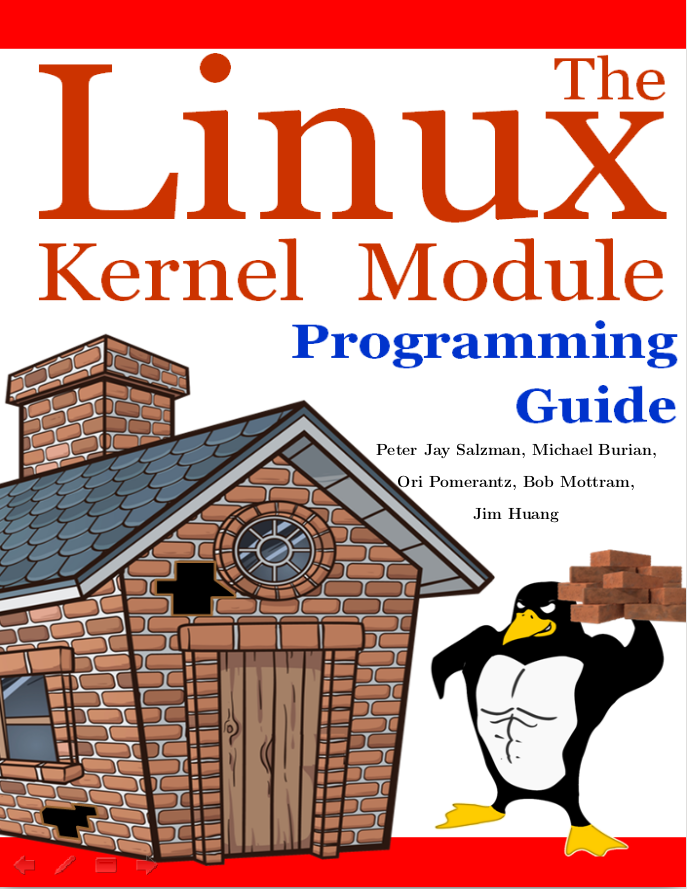 The
Linux
Kernel Module
Programming
Guide
Peter Jay Salzman, Michael Burian,
Ori Pomerantz, Bob Mottram,
Jim Huang